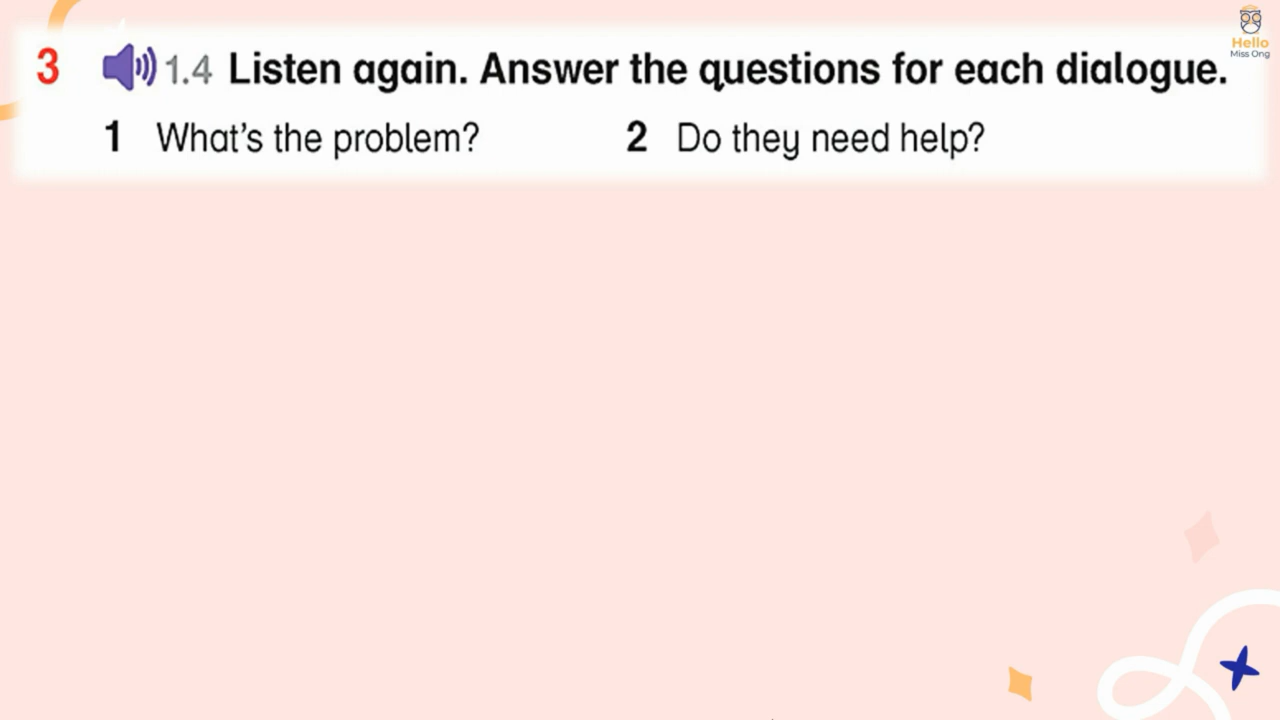 3 1.4 Listen again. Answer the questions for each dialogue.
1 What's the problem? 2 Do they need help?
Hello
Miss Ong